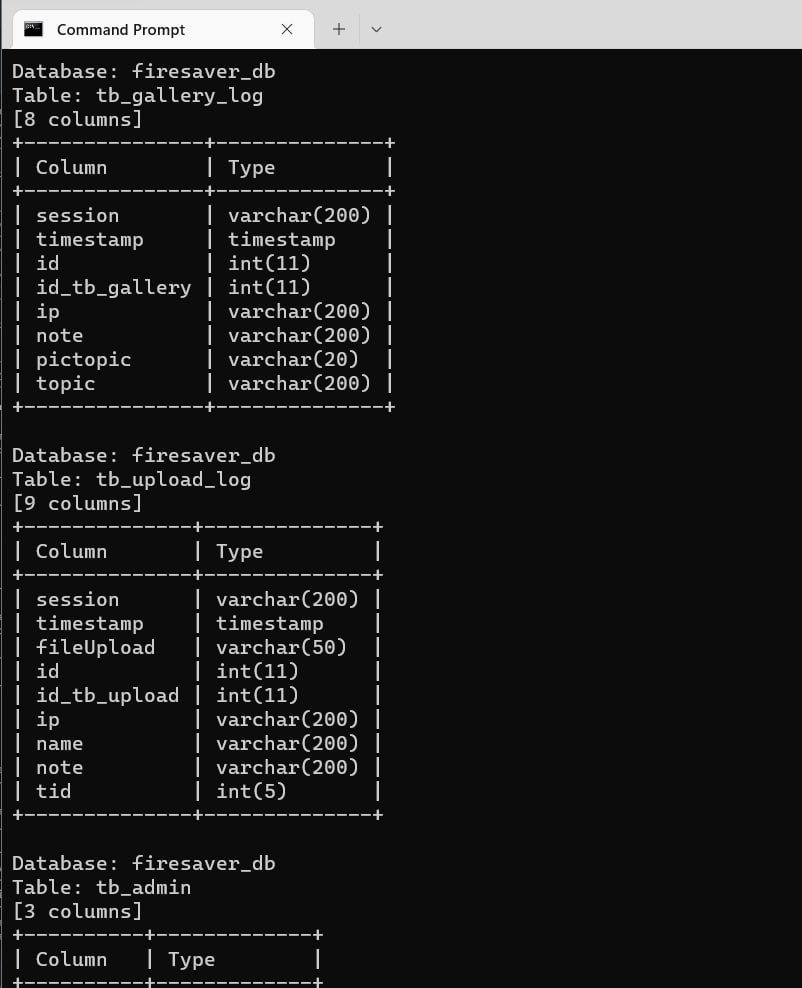 Command Prompt
Database: firesaver_db
Table: tb_gallery_log
[8 columns]
+---------------+--------------+
| Column        | Type         |
+---------------+--------------+
| session       | varchar(200) |
| timestamp     | timestamp    |
| id            | int(11)      |
| id_tb_gallery | int(11)      |
| ip            | varchar(200) |
| note          | varchar(200) |
| pictopic      | varchar(20)  |
| topic         | varchar(200) |
+---------------+--------------+
Database: firesaver_db
Table: tb_upload_log
[9 columns]
+--------------+--------------+
| Column       | Type         |
+--------------+--------------+
| session      | varchar(200) |
| timestamp    | timestamp    |
| fileUpload   | varchar(50)  |
| id           | int(11)      |
| id_tb_upload | int(11)      |
| ip           | varchar(200) |
| name         | varchar(200) |
| note         | varchar(200) |
| tid          | int(5)       |
+--------------+--------------+
Database: firesaver_db
Table: tb_admin
[3 columns]
+----------+-------------+
| Column   | Type        |
+----------+-------------+